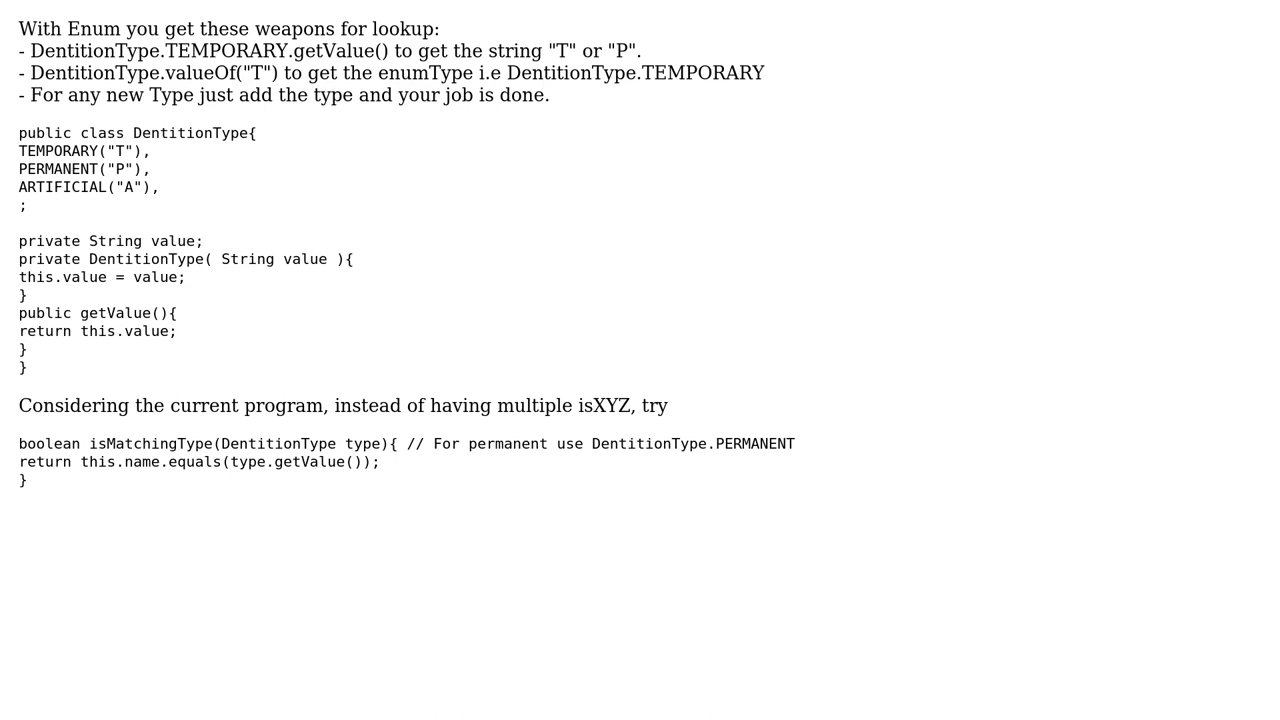 With Enum you get these weapons for lookup:
- DentitionType.TEMPORARY.getValue() to get the string "T" or "P".
- DentitionType.valueOf("T") to get the enumType i.e DentitionType.TEMPORARY
- For any new Type just add the type and your job is done.
public class DentitionType{
TEMPORARY("T"),
PERMANENT("P"),
ARTIFICIAL("A"),
;
private String value;
private DentitionType( String value ){
this.value = value;
}
public getValue(){
return this.value;
}
}
Considering the current program, instead of having multiple isXYZ, try
boolean isMatchingType(DentitionType type){ // For permanent use DentitionType.PERMANENT
return this.name.equals(type.getValue());
}